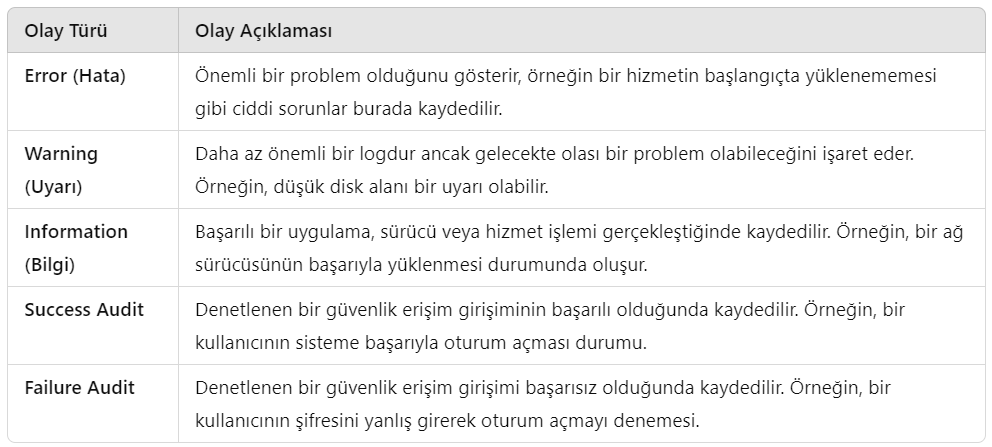 Olay Türü
Olay Açıklaması
Error (Hata)
Önemli bir problem olduğunu gösterir, örneğin bir hizmetin başlangıçta yüklenememesi
gibi ciddi sorunlar burada kaydedilir.
Warning
(Uyarı)
Daha az önemli bir logdur ancak gelecekte olası bir problem olabileceğini işaret eder.
Örneğin, düşük disk alanı bir uyarı olabilir.
Information
(Bilgi)
Başarılı bir uygulama, sürücü veya hizmet işlemi gerçekleştiğinde kaydedilir. Örneğin, bir ağ
sürücüsünün başarıyla yüklenmesi durumunda oluşur.
Success Audit
Denetlenen bir güvenlik erişim girişiminin başarılı olduğunda kaydedilir. Örneğin, bir
kullanıcının sisteme başarıyla oturum açması durumu.
Failure Audit
Denetlenen bir güvenlik erişim girişimi başarısız olduğunda kaydedilir. Örneğin, bir
kullanıcının şifresini yanlış girerek oturum açmayı denemesi.